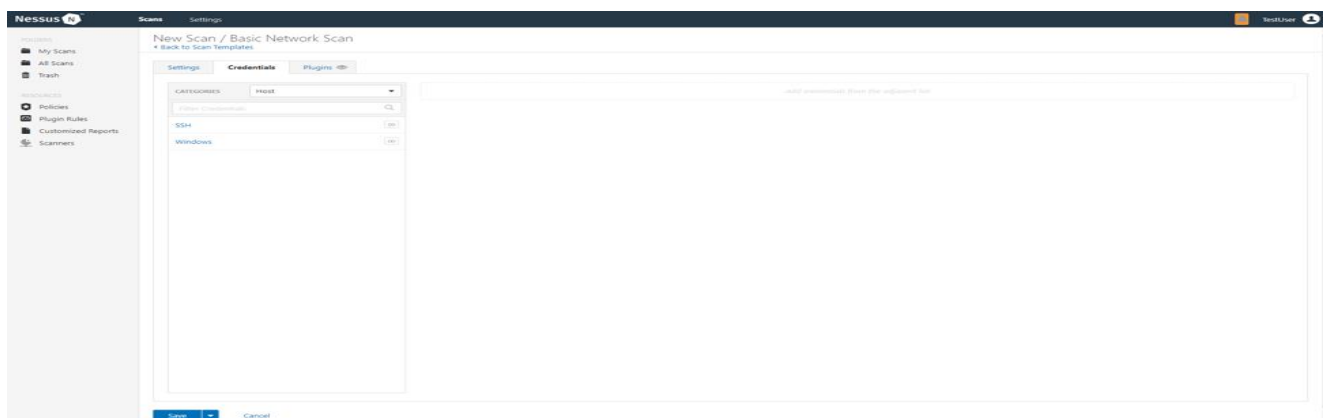 Nessus N
Scans
Settings
TestUser
FOLDERS
My Scans
All Scans
Trash
RESOURCES
Policies
Plugin Rules
Customized Reports
Scanners
New Scan / Basic Network Scan
Back to Scan Templates
Settings
Credentials
Plugins
CATEGORIES
Host
Filter Credentials
SSH
Windows
Add credentials from the adjacent list
Save
Cancel